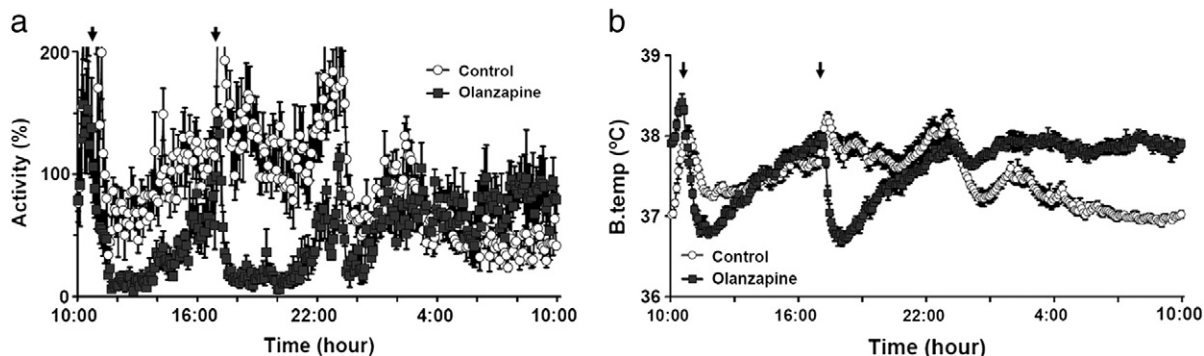 a
200
100
0
Activity (%)
Control
Olanzapine
10:00 16:00 22:00 4:00 10:00
Time (hour)
b
39
38
37
36
B.temp (ºC)
Control
Olanzapine
10:00 16:00 22:00 4:00 10:00
Time (hour)